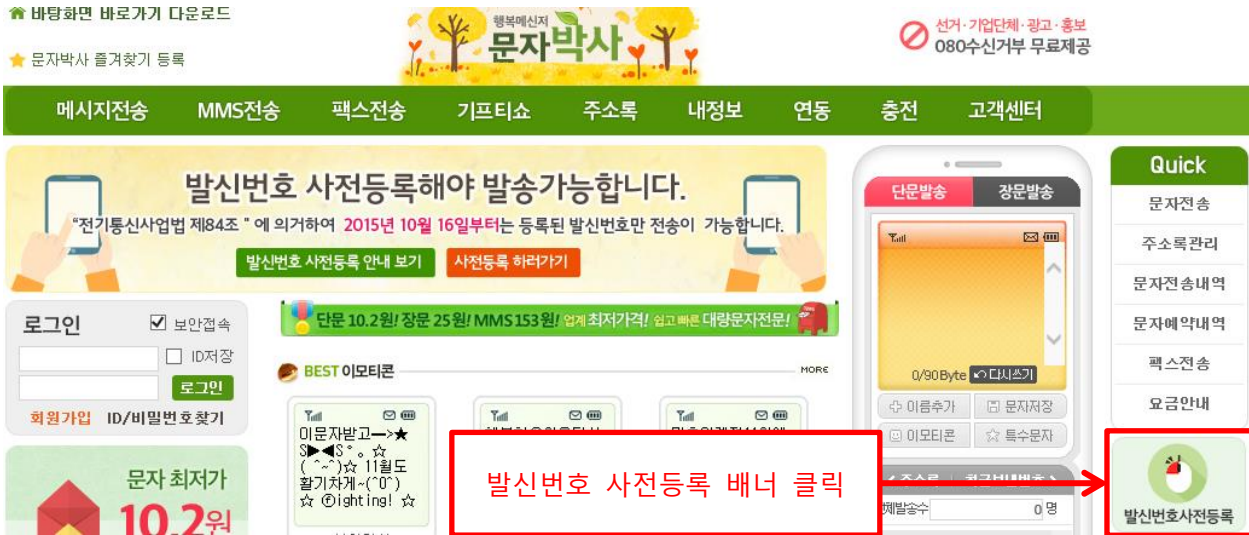 바탕화면 바로가기 다운로드
문자박사 즐겨찾기 등록
행복메신저
문자박사
선거·기업단체·광고·홍보
080수신거부 무료제공
메시지전송 MMS전송 팩스전송 기프티쇼 주소록 내정보 연동 충전 고객센터
발신번호 사전등록해야 발송가능합니다.
"전기통신사업법 제84조 " 에 의거하여 2015년 10월 16일부터는 등록된 발신번호만 전송이 가능합니다.
발신번호 사전등록 안내 보기 사전등록 하러가기
로그인 보안접속
ID저장
로그인
회원가입 ID/비밀번호찾기
문자 최저가
10.2원
단문 10.2원! 장문 25원! MMS 153원! 업계 최저가격! 쉽고 빠른 대량문자전문!
BEST 이모티콘 MORE
이문자받고━>★
S▶◀S˚。☆
( ^~^)☆ 11월도
활기차게~(^0^)
☆ ⓕighting! ☆
단문발송 장문발송
0/90Byte 다시쓰기
이름추가 문자저장
이모티콘 특수문자
0 명
Quick
문자전송
주소록관리
문자전송내역
문자예약내역
팩스전송
요금안내
발신번호사전등록
발신번호 사전등록 배너 클릭